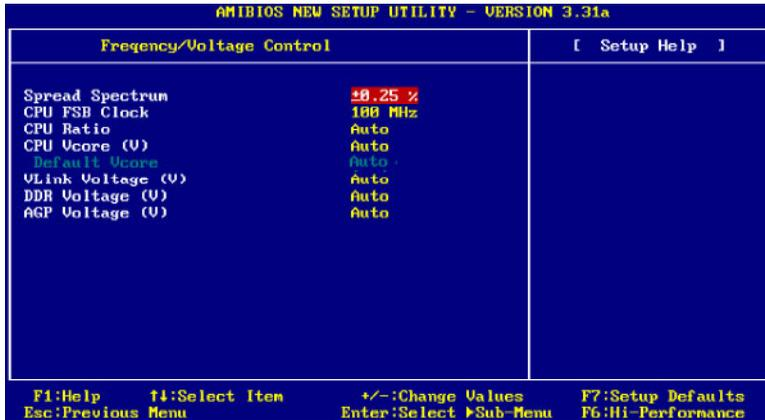 AMIBIOS NEW SETUP UTILITY - VERSION 3.31a
Freqency/Voltage Control
[ Setup Help ]
Spread Spectrum ±0.25 %
CPU FSB Clock 100 MHz
CPU Ratio Auto
CPU Vcore (V) Auto
Default Vcore Auto
VLink Voltage (V) Auto
DDR Voltage (V) Auto
AGP Voltage (V) Auto
F1:Help ↑↓:Select Item +/-:Change Values F7:Setup Defaults
Esc:Previous Menu Enter:Select ▶Sub-Menu F6:Hi-Performance